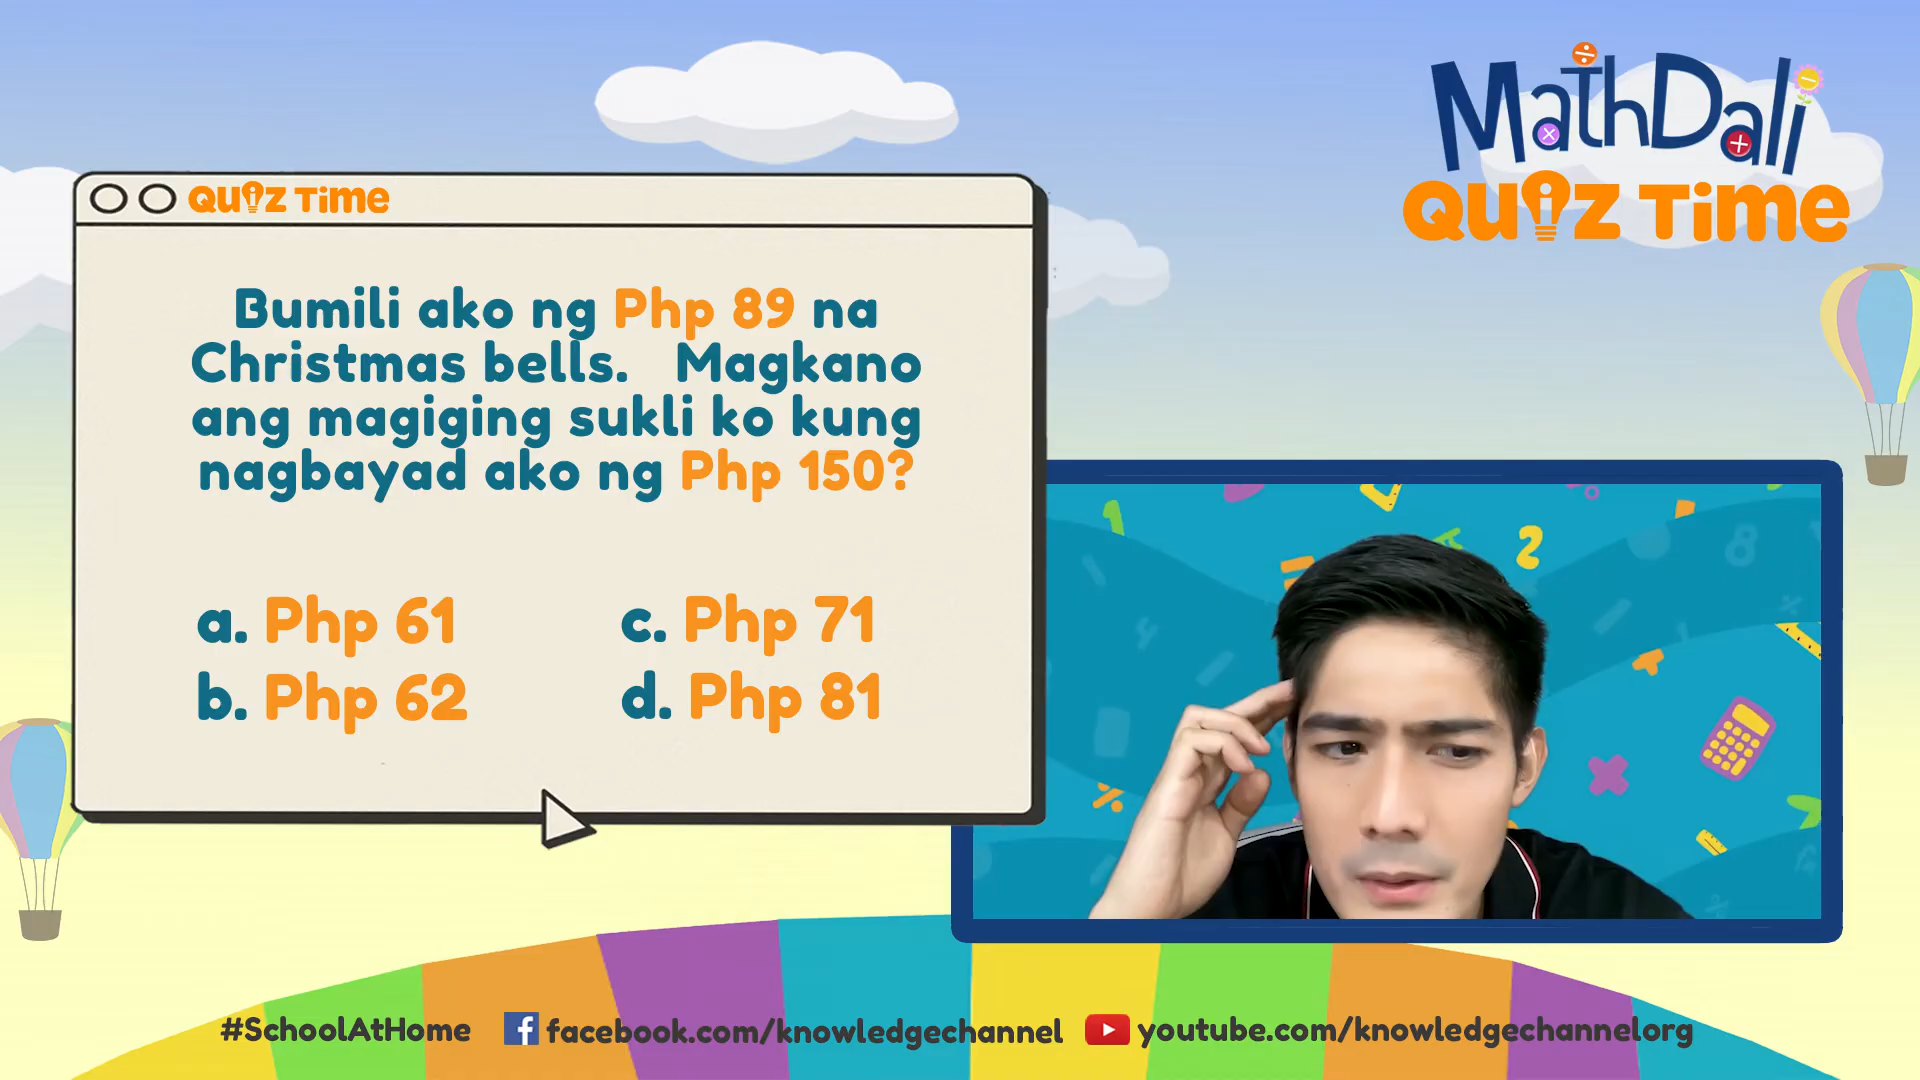 MathDali
Quiz Time
Quiz Time
Bumili ako ng Php 89 na
Christmas bells. Magkano
ang magiging sukli ko kung
nagbayad ako ng Php 150?
a. Php 61
b. Php 62
c. Php 71
d. Php 81
#SchoolAtHome
facebook.com/knowledgechannel
youtube.com/knowledgechannelorg